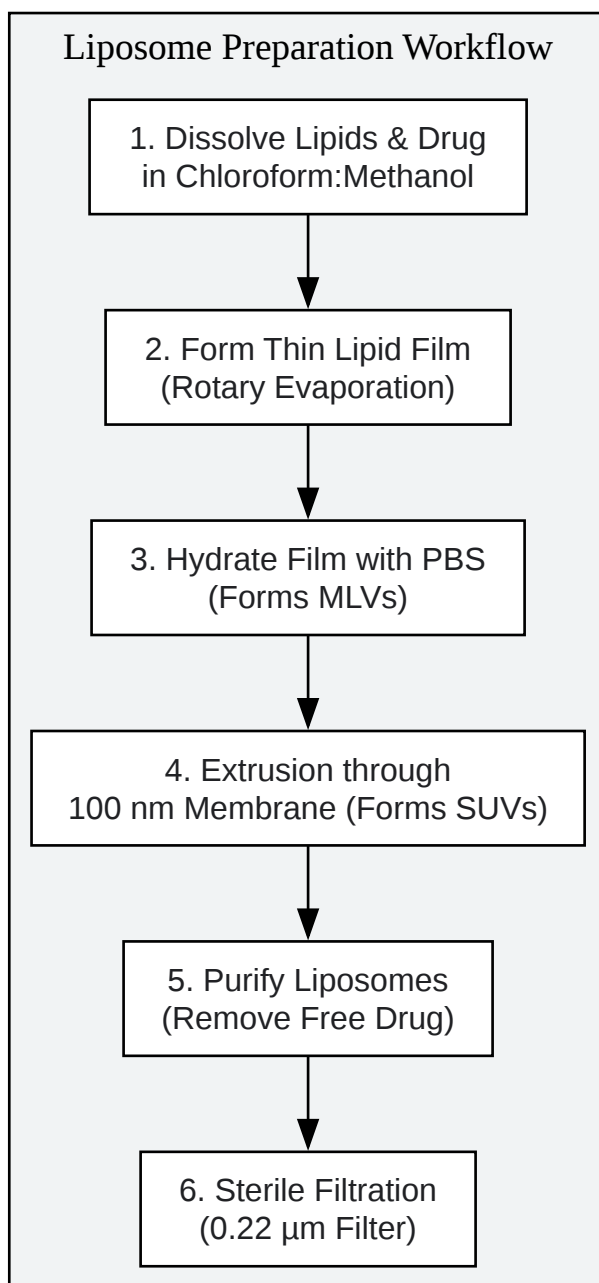 Liposome Preparation Workflow
1. Dissolve Lipids & Drug
in Chloroform:Methanol
2. Form Thin Lipid Film
(Rotary Evaporation)
3. Hydrate Film with PBS
(Forms MLVs)
4. Extrusion through
100 nm Membrane (Forms SUVs)
5. Purify Liposomes
(Remove Free Drug)
6. Sterile Filtration
(0.22 µm Filter)